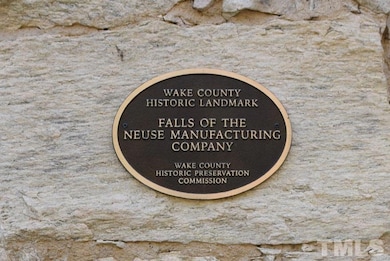 WAKE COUNTY
HISTORIC LANDMARK
FALLS OF THE
NEUSE MANUFACTURING
COMPANY
WAKE COUNTY
HISTORIC PRESERVATION
COMMISSION
TMLS